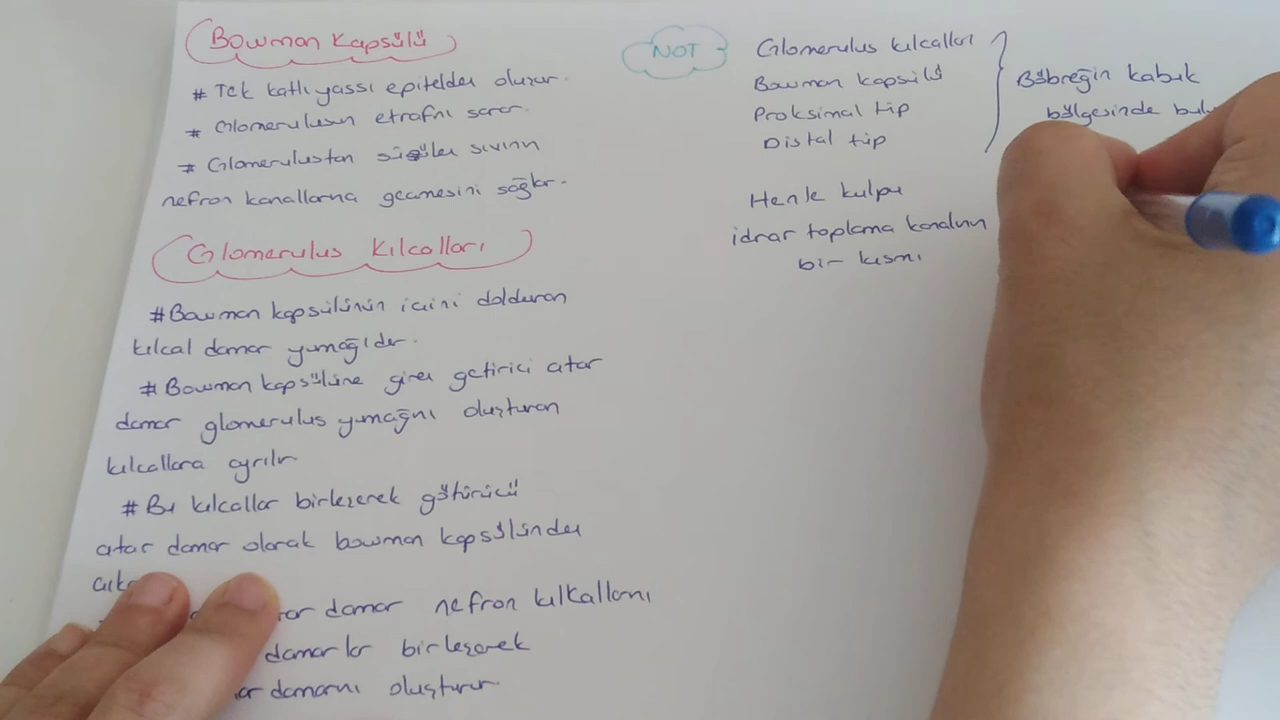 Bowman Kapsülü
# Tek katlı yassı epitelden oluşur.
# Glomerulusun etrafını sarar.
# Glomerulustan süzülen sıvının
nefron kanallarına geçmesini sağlar.
Glomerulus Kılcalları
# Bowman kapsülünün içini dolduran
kılcal damar yumağıdır.
# Bowman kapsülüne giren getirici atar
damar glomerulus yumağını oluşturan
kılcallara ayrılır
# Bu kılcallar birleşerek götürücü
atar damar olarak bowman kapsülünden
damar nefron kılkallarını
damarlar birleşerek
damarını oluşturur
NOT
Glomerulus kılcalları
Bowman kapsülü
Proksimal tüp
Distal tüp
Böbreğin kabuk
bölgesinde
Henle kulpu
idrar toplama kanalının
bir kısmı